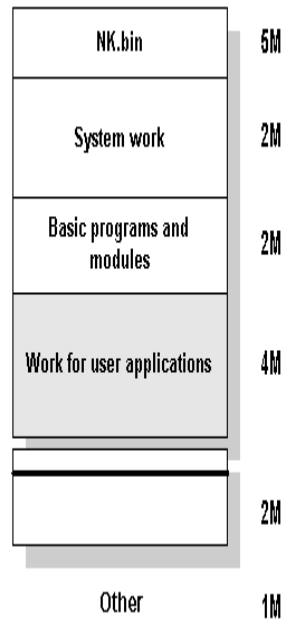 NK.bin 5M
System work 2M
Basic programs and
modules 2M
Work for user applications 4M
2M
Other 1M